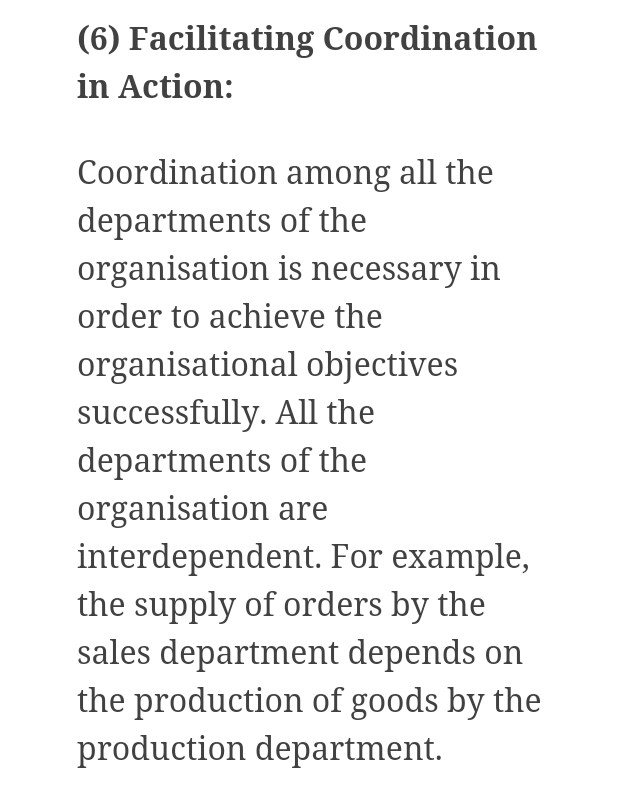 (6) Facilitating Coordination
in Action:
Coordination among all the
departments of the
organisation is necessary in
order to achieve the
organisational objectives
successfully. All the
departments of the
organisation are
interdependent. For example,
the supply of orders by the
sales department depends on
the production of goods by the
production department.